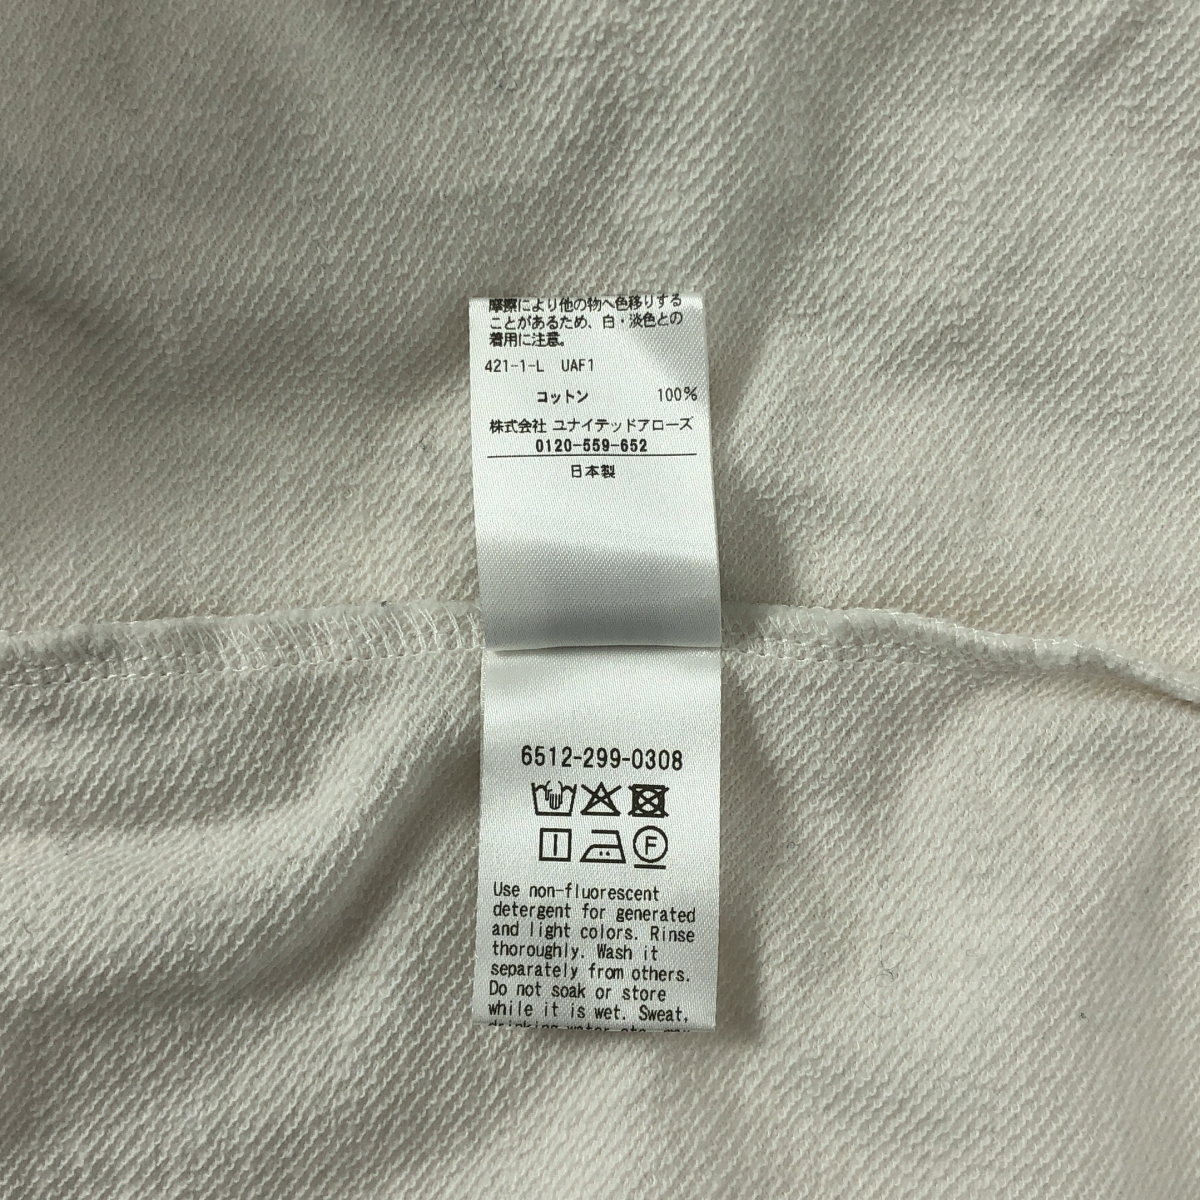 摩擦により他の物へ色移りする
ことがあるため、白・淡色との
着用に注意。
421-1-L UAF1
コットン 100%
株式会社 ユナイテッドアローズ
0120-559-652
日本製
6512-299-0308
F
Use non-fluorescent
detergent for generated
and light colors. Rinse
thoroughly. Wash it
separately from others.
Do not soak or store
while it is wet. Sweat,
drinking water etc. may